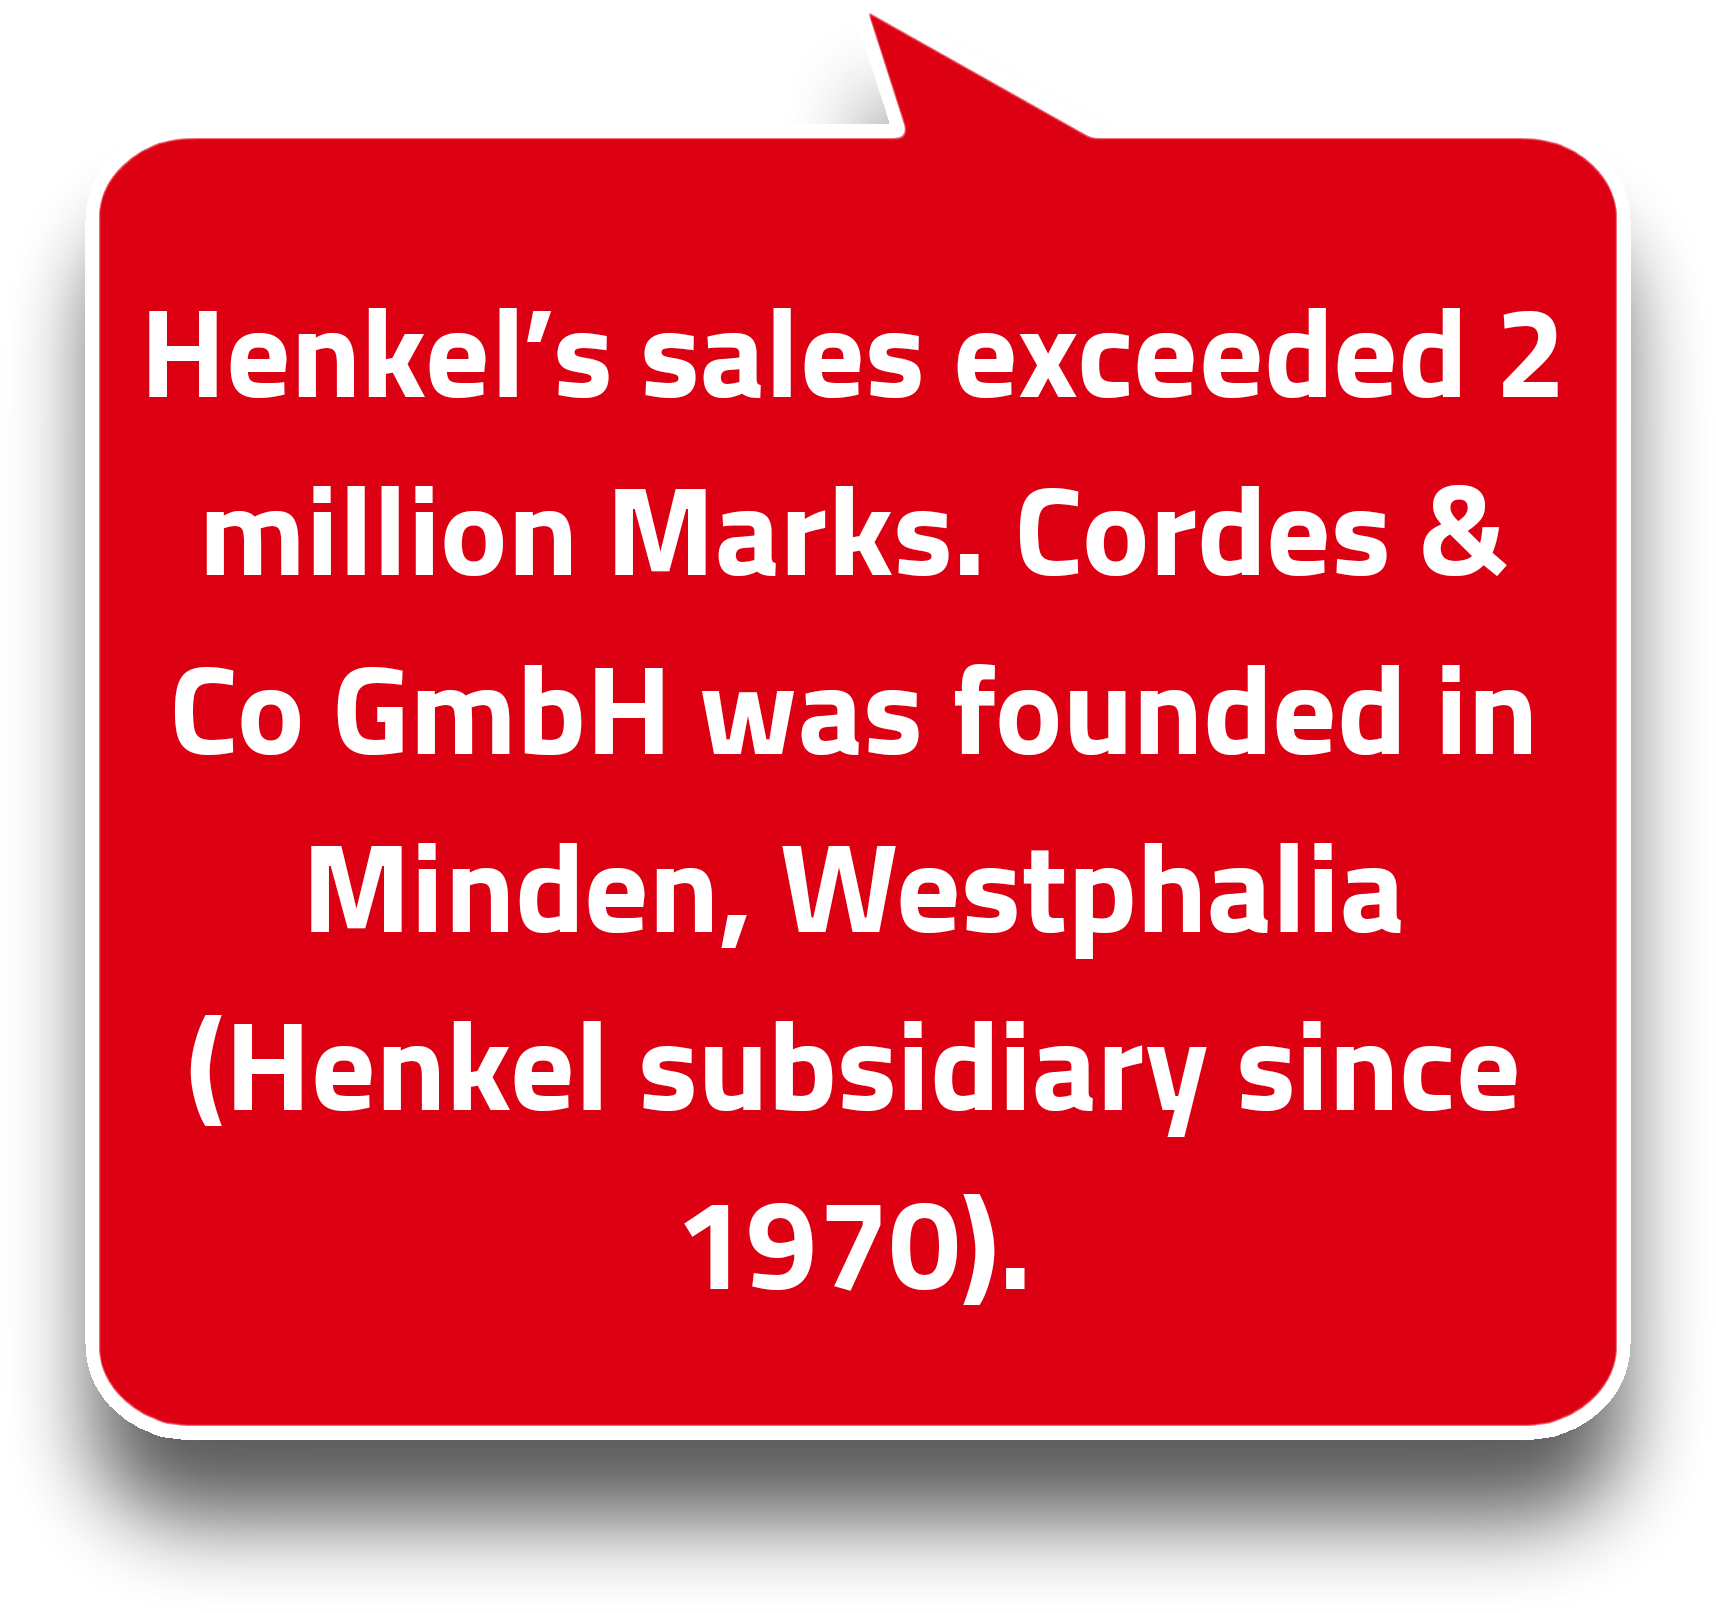 Henkel’s sales exceeded 2
million Marks. Cordes &
Co GmbH was founded in
Minden, Westphalia
(Henkel subsidiary since
1970).